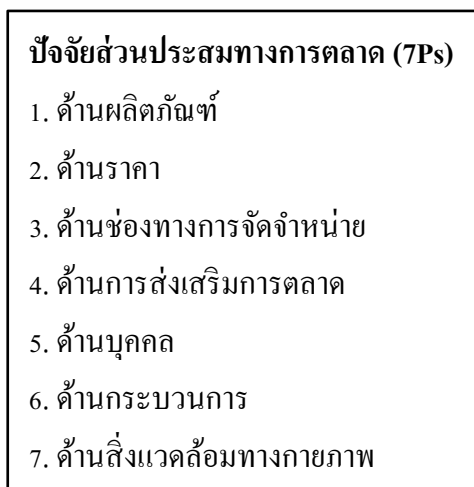 ปัจจัยส่วนประสมทางการตลาด (7Ps)
1. ด้านผลิตภัณฑ์
2. ด้านราคา
3. ด้านช่องทางการจัดจำหน่าย
4. ด้านการส่งเสริมการตลาด
5. ด้านบุคคล
6. ด้านกระบวนการ
7. ด้านสิ่งแวดล้อมทางกายภาพ